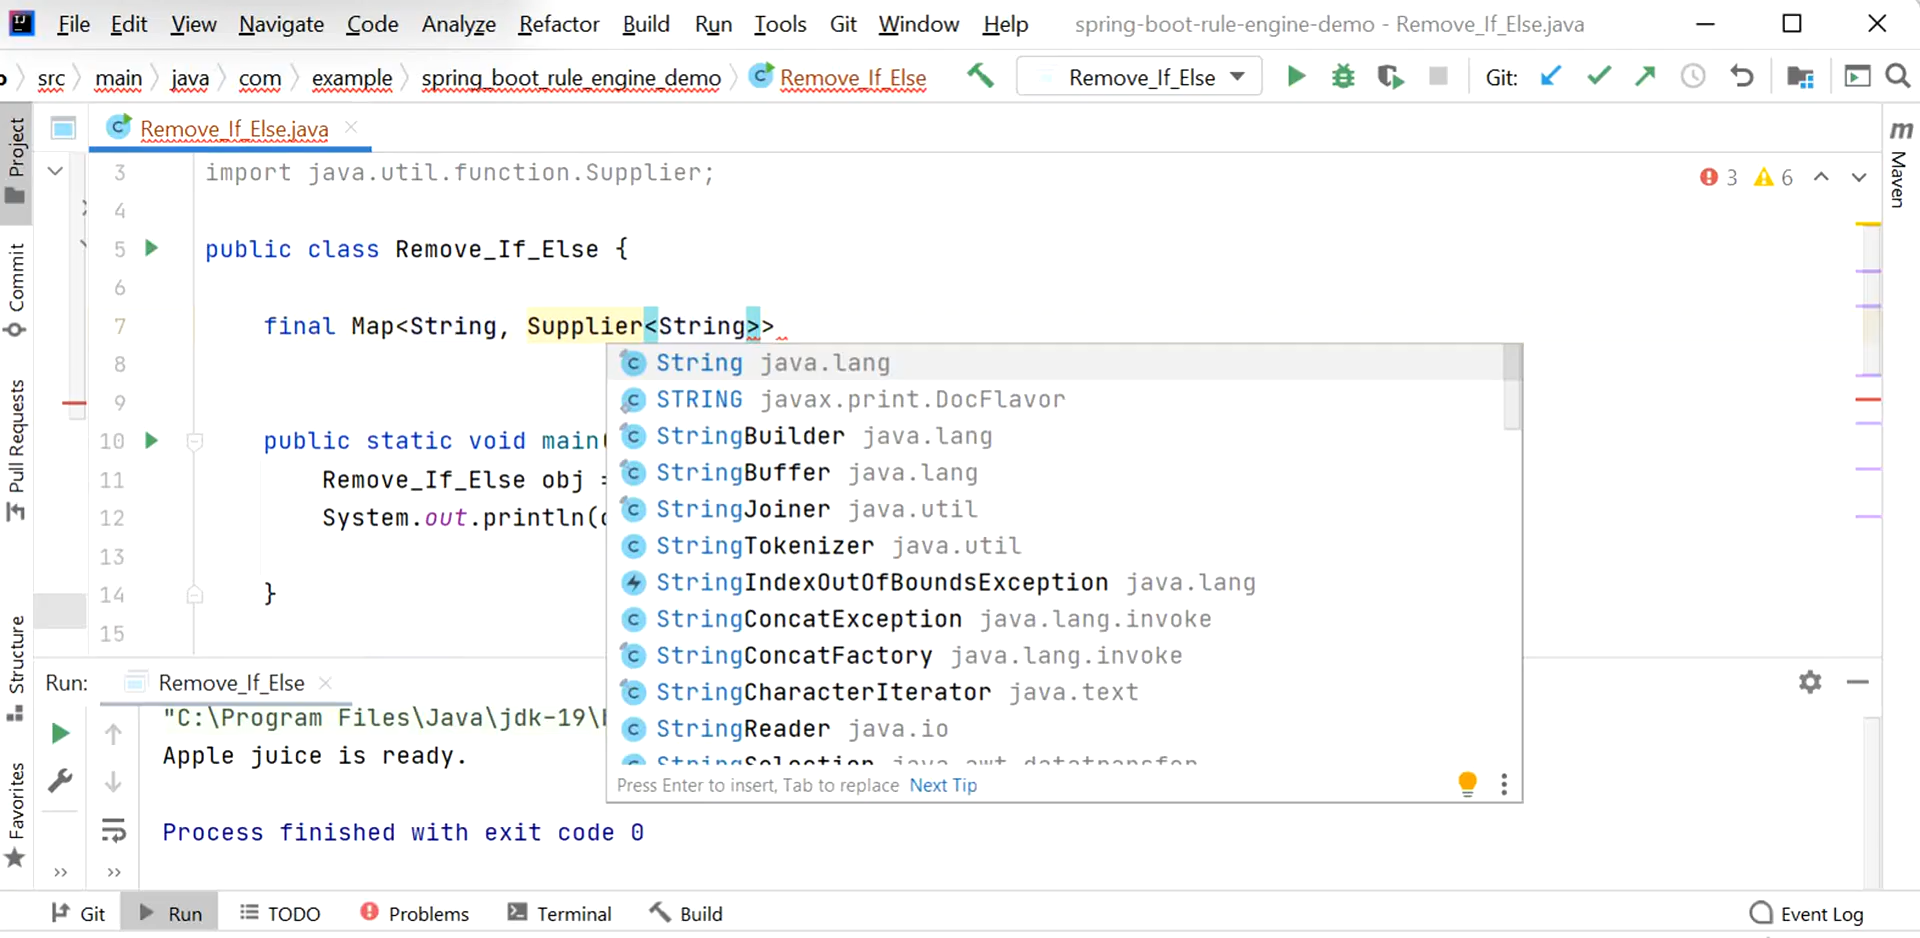 File Edit View Navigate Code Analyze Refactor Build Run Tools Git Window Help spring-boot-rule-engine-demo - Remove_If_Else.java
src main java com example spring_boot_rule_engine_demo Remove_If_Else Remove_If_Else Git:
Project
Commit
Pull Requests
Structure
Favorites
Maven
Remove_If_Else.java
3 import java.util.function.Supplier;
3 6
4
5 public class Remove_If_Else {
6
7 final Map<String, Supplier<String>>
8
9
10 public static void main(
11 Remove_If_Else obj =
12 System.out.println(
13
14 }
15
String java.lang
STRING javax.print.DocFlavor
StringBuilder java.lang
StringBuffer java.lang
StringJoiner java.util
StringTokenizer java.util
StringIndexOutOfBoundsException java.lang
StringConcatException java.lang.invoke
StringConcatFactory java.lang.invoke
StringCharacterIterator java.text
StringReader java.io
StringSelection java.awt.datatransfer
Press Enter to insert, Tab to replace Next Tip
Run: Remove_If_Else
"C:\Program Files\Java\jdk-19\
Apple juice is ready.
Process finished with exit code 0
Git Run TODO Problems Terminal Build Event Log